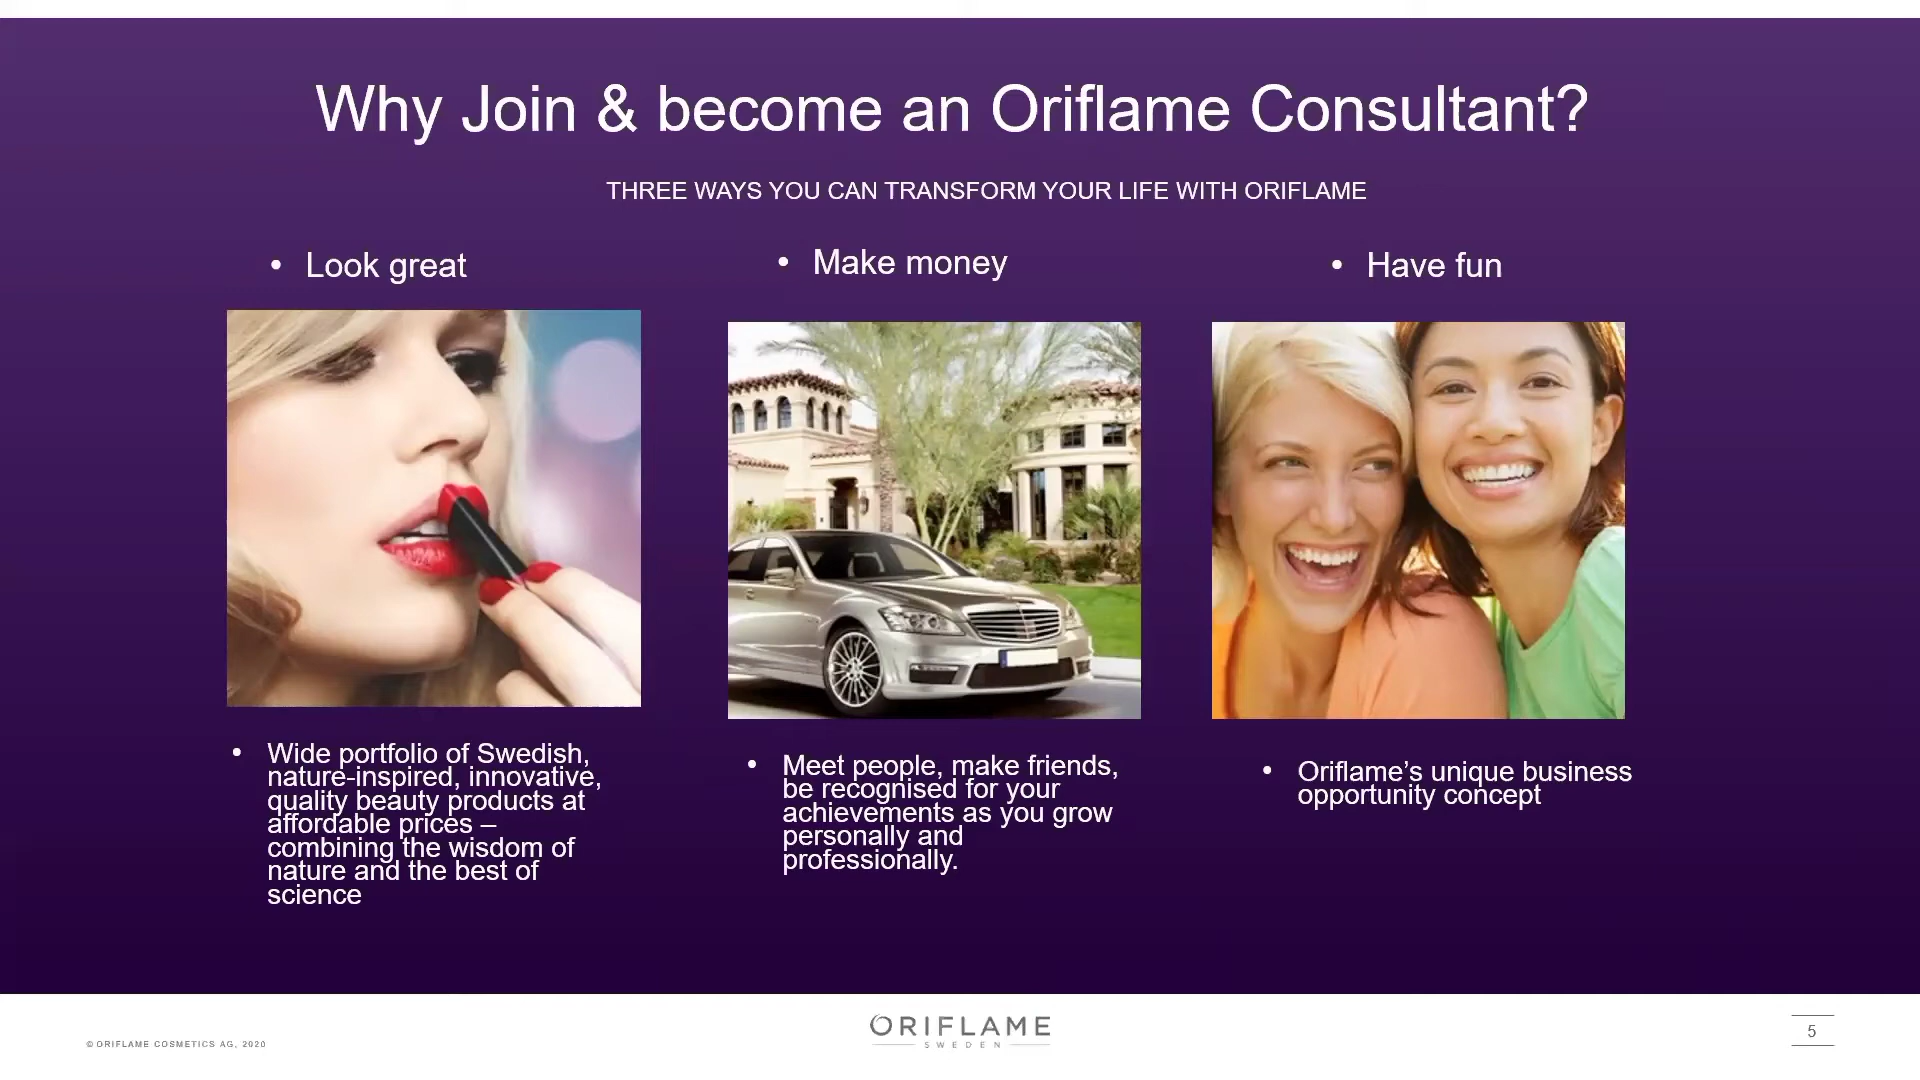 Why Join & become an Oriflame Consultant?
THREE WAYS YOU CAN TRANSFORM YOUR LIFE WITH ORIFLAME
• Look great
• Make money
• Have fun
• Wide portfolio of Swedish,
nature-inspired, innovative,
quality beauty products at
affordable prices –
combining the wisdom of
nature and the best of
science
• Meet people, make friends,
be recognised for your
achievements as you grow
personally and
professionally.
• Oriflame’s unique business
opportunity concept
© ORIFLAME COSMETICS AG, 2020
ORIFLAME
SWEDEN
5